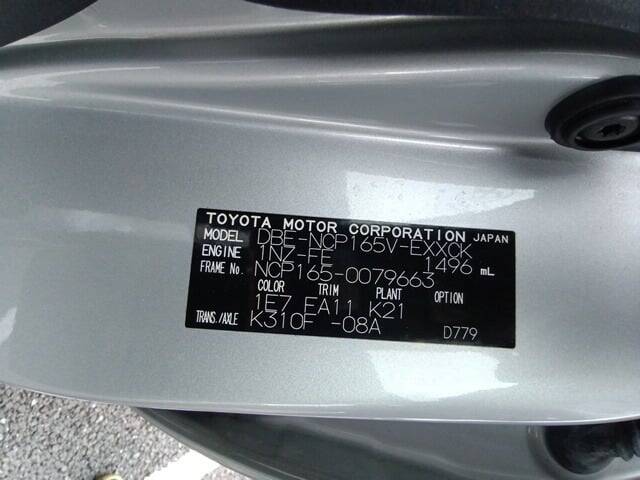 TOYOTA MOTOR CORPORATION JAPAN
MODEL DBE-NCP165V-EXXCK
ENGINE 1NZ-FE 1496 mL
FRAME No. NCP165-0079663
COLOR TRIM PLANT OPTION
1E7 FA11 K21
TRANS./AXLE K310F -08A D779